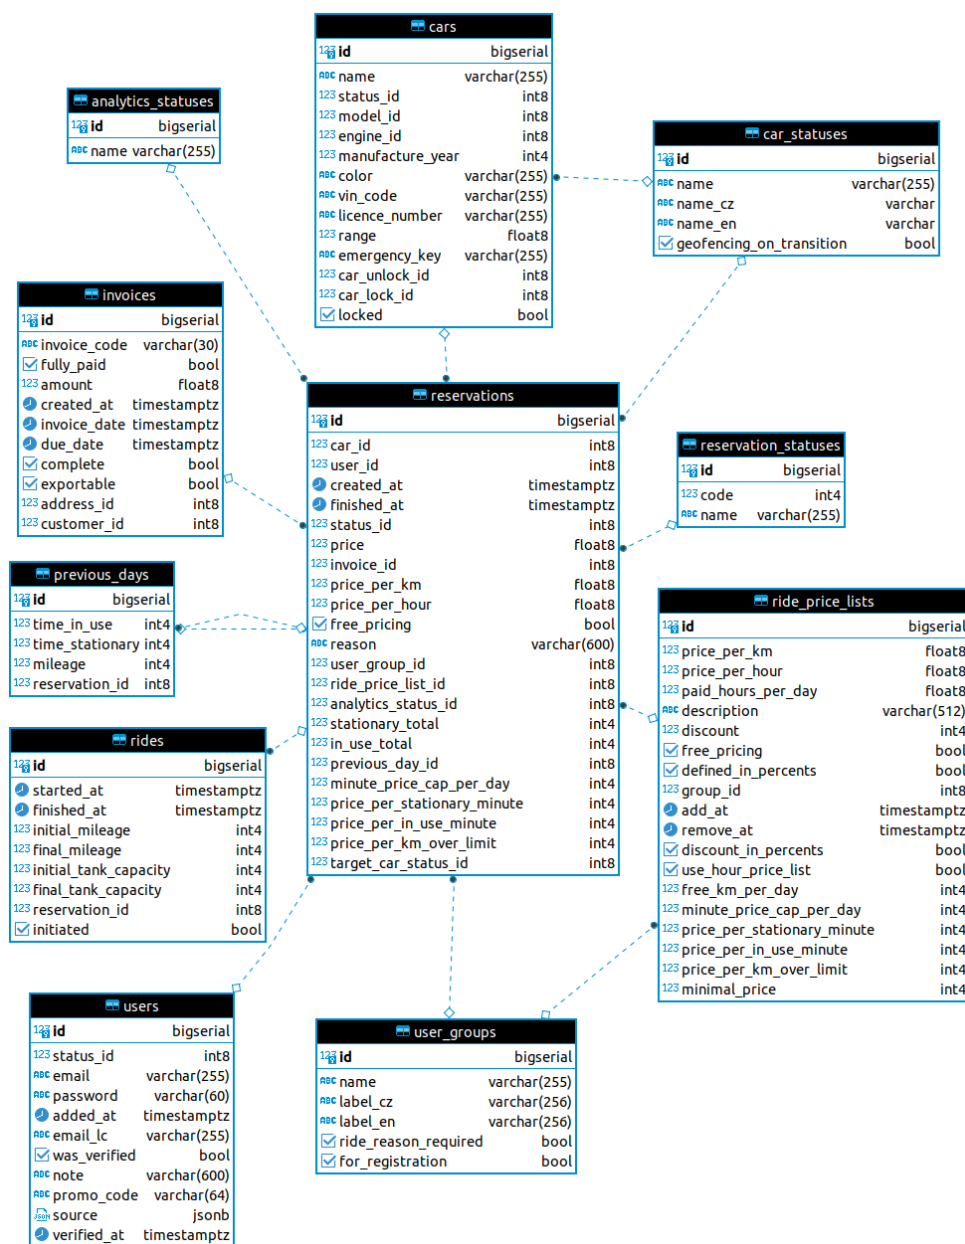 cars
id bigserial
name varchar(255)
status_id int8
model_id int8
engine_id int8
manufacture_year int4
color varchar(255)
vin_code varchar(255)
licence_number varchar(255)
range float8
emergency_key varchar(255)
car_unlock_id int8
car_lock_id int8
locked bool
analytics_statuses
id bigserial
name varchar(255)
car_statuses
id bigserial
name varchar(255)
name_cz varchar
name_en varchar
geofencing_on_transition bool
invoices
id bigserial
invoice_code varchar(30)
fully_paid bool
amount float8
created_at timestamptz
invoice_date timestamptz
due_date timestamptz
complete bool
exportable bool
address_id int8
customer_id int8
reservations
id bigserial
car_id int8
user_id int8
created_at timestamptz
finished_at timestamptz
status_id int8
price float8
invoice_id int8
price_per_km float8
price_per_hour float8
free_pricing bool
reason varchar(600)
user_group_id int8
ride_price_list_id int8
analytics_status_id int8
stationary_total int4
in_use_total int4
previous_day_id int8
minute_price_cap_per_day int4
price_per_stationary_minute int4
price_per_in_use_minute int4
price_per_km_over_limit int4
target_car_status_id int8
reservation_statuses
id bigserial
code int4
name varchar(255)
previous_days
id bigserial
time_in_use int4
time_stationary int4
mileage int4
reservation_id int8
ride_price_lists
id bigserial
price_per_km float8
price_per_hour float8
paid_hours_per_day float8
description varchar(512)
discount int4
free_pricing bool
defined_in_percents bool
group_id int8
add_at timestamptz
remove_at timestamptz
discount_in_percents bool
use_hour_price_list bool
free_km_per_day int4
minute_price_cap_per_day int4
price_per_stationary_minute int4
price_per_in_use_minute int4
price_per_km_over_limit int4
minimal_price int4
rides
id bigserial
started_at timestamptz
finished_at timestamptz
initial_mileage int4
final_mileage int4
initial_tank_capacity int4
final_tank_capacity int4
reservation_id int8
initiated bool
users
id bigserial
status_id int8
email varchar(255)
password varchar(60)
added_at timestamptz
email_lc varchar(255)
was_verified bool
note varchar(600)
promo_code varchar(64)
source jsonb
verified_at timestamptz
user_groups
id bigserial
name varchar(255)
label_cz varchar(256)
label_en varchar(256)
ride_reason_required bool
for_registration bool